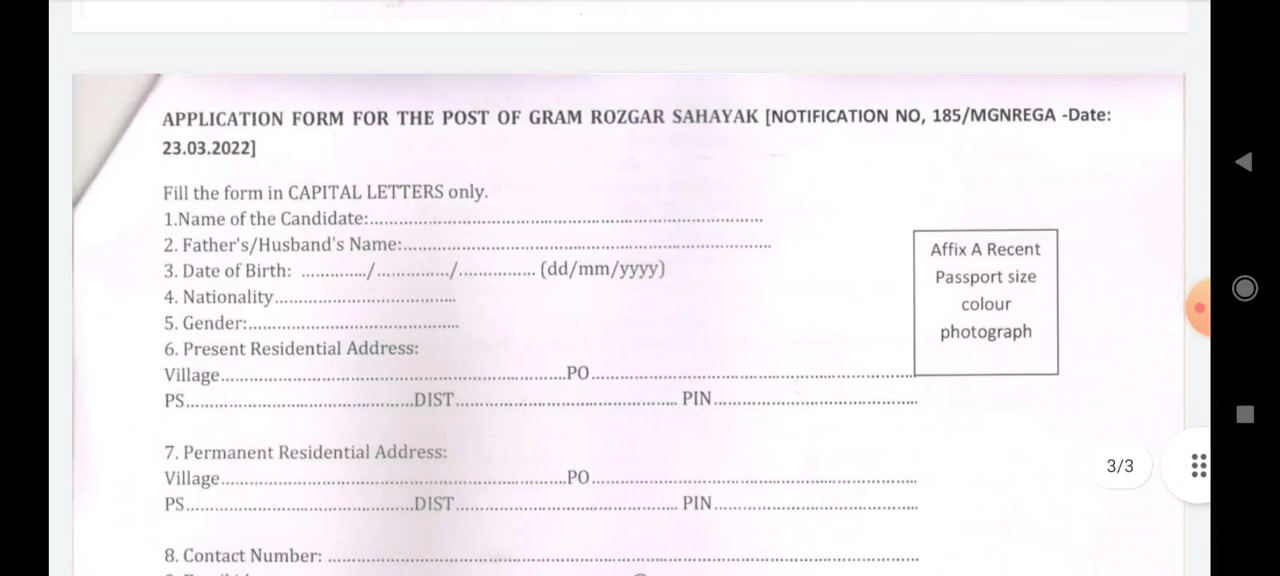 APPLICATION FORM FOR THE POST OF GRAM ROZGAR SAHAYAK [NOTIFICATION NO, 185/MGNREGA -Date:
23.03.2022]
Fill the form in CAPITAL LETTERS only.
1.Name of the Candidate:................................................................................
2. Father's/Husband's Name:...........................................................................
3. Date of Birth: ............./.............../............... (dd/mm/yyyy)
4. Nationality.....................................
5. Gender:...........................................
Affix A Recent
Passport size
colour
photograph
6. Present Residential Address:
Village......................................................................PO..................................................................
PS..............................................DIST............................................. PIN..........................................
7. Permanent Residential Address:
Village......................................................................PO..................................................................
PS..............................................DIST............................................. PIN..........................................
3/3
8. Contact Number: ........................................................................................................................